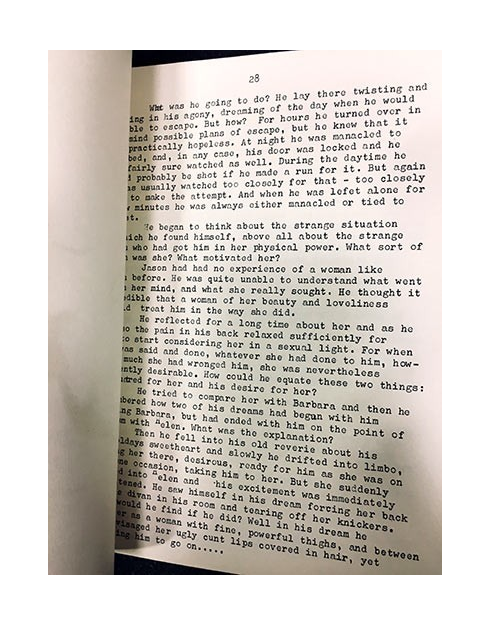 28
What was he going to do? He lay there twisting and
ing in his agony, dreaming of the day when he would
ble to escape. But how? For hours he turned over in
mind possible plans of escape, but he knew that it
practically hopeless. At night he was manacled to
bed, and, in any case, his door was locked and he
fairly sure watched as well. During the daytime he
d probably be shot if he made a run for it. But again
as usually watched too closely for that - too closely
to make the attempt. And when he was lefet alone for
w minutes he was always either manacled or tied to
t.
He began to think about the strange situation
ich he found himself, above all about the strange
n who had got him in her physical power. What sort of
n was she? What motivated her?
Jason had had no experience of a woman like
before. He was quite unable to understand what went
her mind, and what she really sought. He thought it
dible that a woman of her beauty and loveliness
d treat him in the way she did.
He reflected for a long time about her and as he
so the pain in his back relaxed sufficiently for
to start considering her in a sexual light. For when
was said and done, whatever she had done to him, how-
much she had wronged him, she was nevertheless
ently desirable. How could he equate these two things:
tred for her and his desire for her?
He tried to compare her with Barbara and then he
bered how two of his dreams had begun with him
ng Barbara, but had ended with him on the point of
m with Helen. What was the explanation?
Then he fell into his old reverie about his
ldays sweetheart and slowly he drifted into limbo,
g her there, desirous, ready for him as she was on
ne occasion, taking him to her. But she suddenly
d into Helen and his excitement was immediately
tened. He saw himself in his dream forcing her back
e divan in his room and tearing off her knickers.
would he find if he did? Well in his dream he
er as a woman with fine, powerful thighs, and between
visaged her ugly cunt lips covered in hair, yet
ing him to go on.....